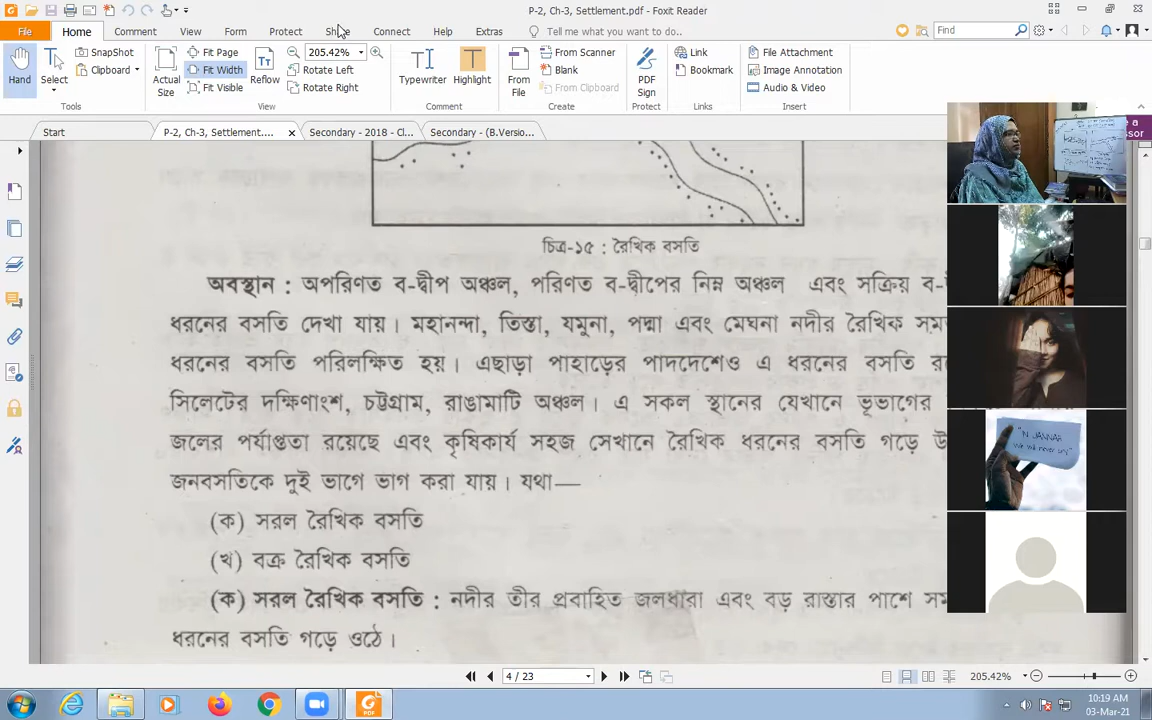 P-2, Ch-3, Settlement.pdf - Foxit Reader
File Home Comment View Form Protect Share Connect Help Extras Tell me what you want to do... Find
Hand
Select
SnapShot
Clipboard
Tools
Actual Size
Fit Page
Fit Width
Fit Visible
Reflow
205.42%
Rotate Left
Rotate Right
View
Typewriter
Highlight
Comment
From File
From Scanner
Blank
From Clipboard
Create
PDF Sign
Protect
Link
Bookmark
Links
File Attachment
Image Annotation
Audio & Video
Insert
Start P-2, Ch-3, Settlement.... Secondary - 2018 - Cl... Secondary - (B.Versio...
চিত্র-১৫ : রৈখিক বসতি
অবস্থান : অপরিণত ব-দ্বীপ অঞ্চল, পরিণত ব-দ্বীপের নিম্ন অঞ্চল এবং সক্রিয়
ধরনের বসতি দেখা যায়। মহানন্দা, তিস্তা, যমুনা, পদ্মা এবং মেঘনা নদীর রৈখিক
ধরনের বসতি পরিলক্ষিত হয়। এছাড়া পাহাড়ের পাদদেশেও এ ধরনের বসতি
সিলেটের দক্ষিণাংশ, চট্টগ্রাম, রাঙামাটি অঞ্চল। এ সকল স্থানের যেখানে ভূভাগের
জলের পর্যাপ্ততা রয়েছে এবং কৃষিকার্য সহজ সেখানে রৈখিক ধরনের বসতি গড়ে
জনবসতিকে দুই ভাগে ভাগ করা যায়। যথা—
(ক) সরল রৈখিক বসতি
(খ) বক্র রৈখিক বসতি
(ক) সরল রৈখিক বসতি : নদীর তীর প্রবাহিত জলধারা এবং বড় রাস্তার পাশে
ধরনের বসতি গড়ে ওঠে।
4 / 23
205.42%
10:19 AM
03-Mar-21